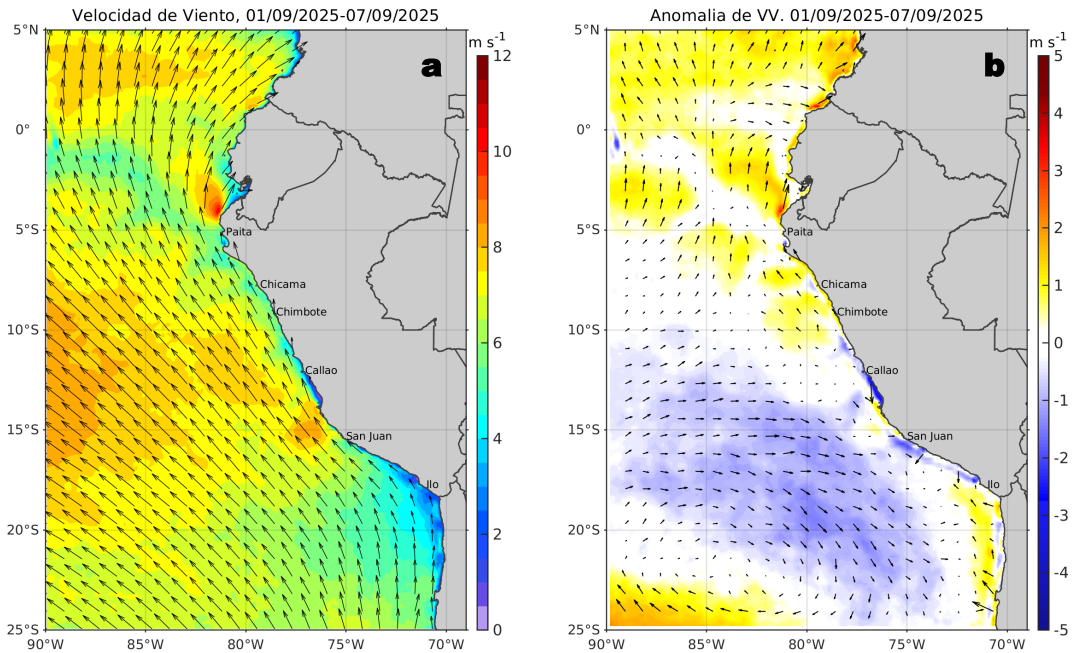 Velocidad de Viento, 01/09/2025-07/09/2025
5°N
0°
5°S
10°S
15°S
20°S
25°S
90°W
85°W
80°W
75°W
70°W
a
Paita
Chicama
Chimbote
Callao
San Juan
Ilo
m s⁻¹
12
10
8
6
4
2
0
Anomalia de VV. 01/09/2025-07/09/2025
5°N
0°
5°S
10°S
15°S
20°S
25°S
90°W
85°W
80°W
75°W
70°W
b
Paita
Chicama
Chimbote
Callao
San Juan
Ilo
m s⁻¹
5
4
3
2
1
0
-1
-2
-3
-4
-5